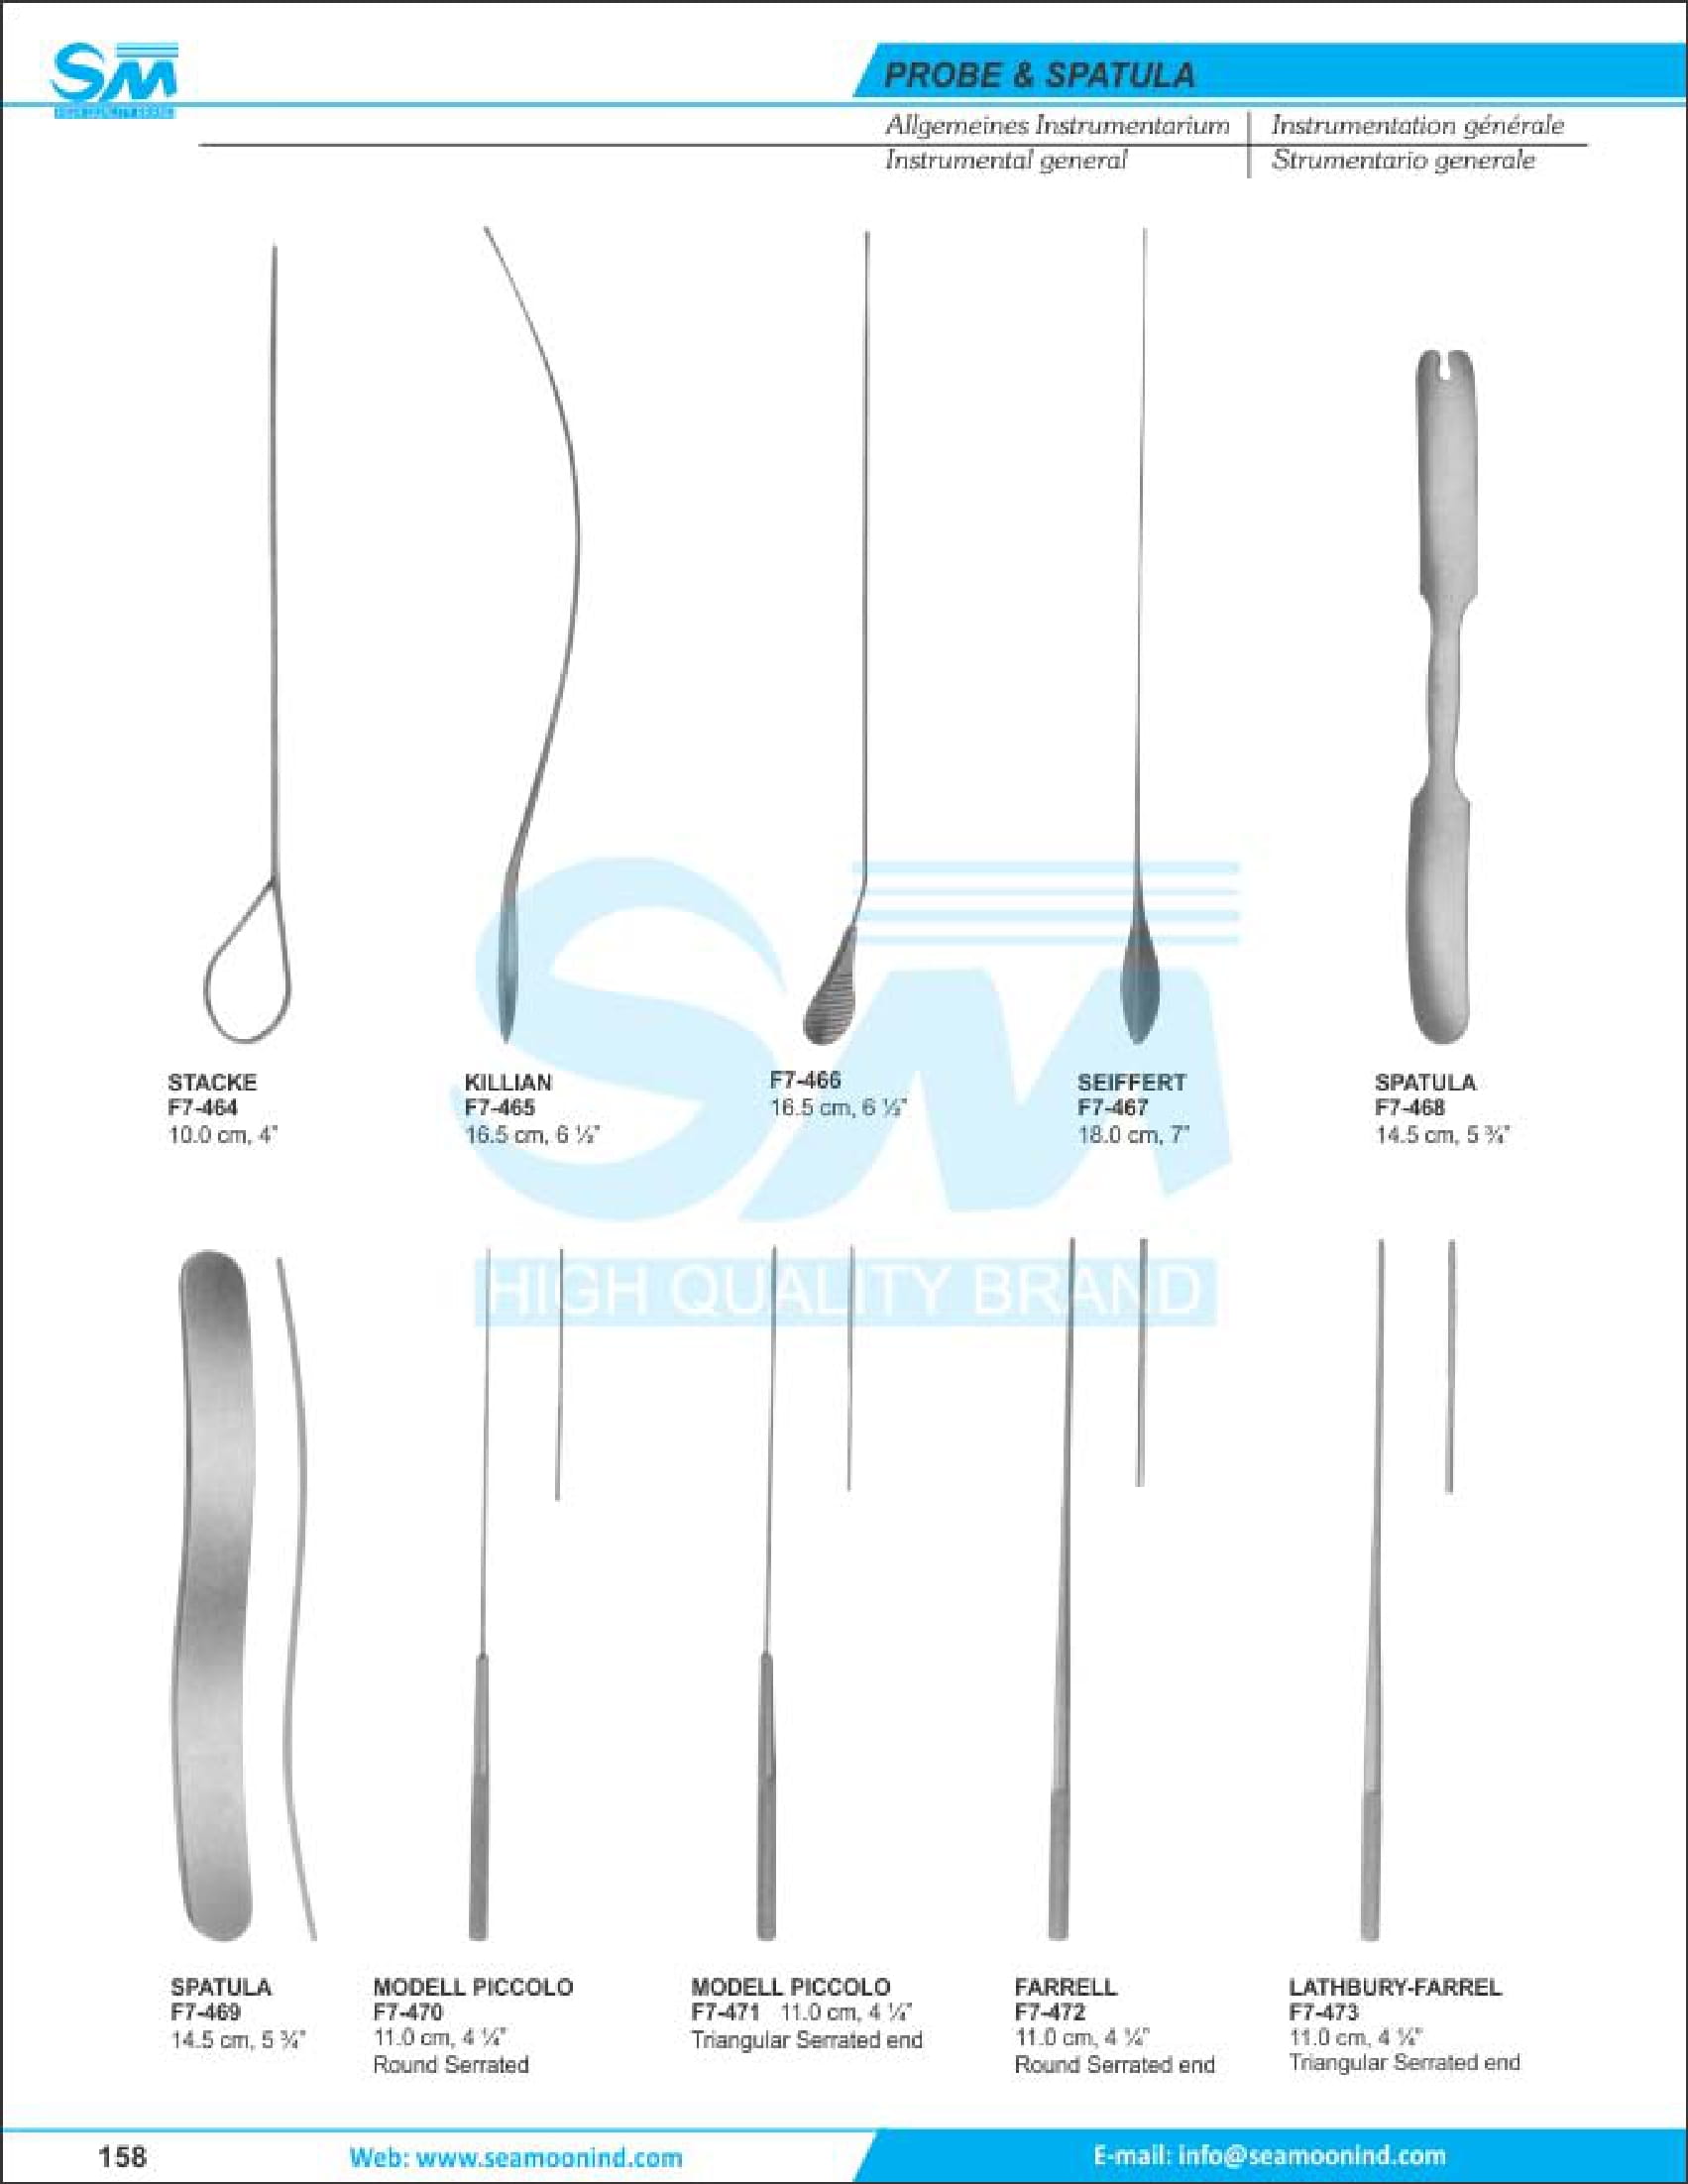 SM
HIGH QUALITY BRAND
PROBE & SPATULA
Allgemeines Instrumentarium
Instrumentation générale
Instrumental general
Strumentario generale
STACKE
F7-464
10.0 cm, 4"
KILLIAN
F7-465
16.5 cm, 6 ½"
F7-466
16.5 cm, 6 ½"
SEIFFERT
F7-467
18.0 cm, 7"
SPATULA
F7-468
14.5 cm, 5 ¾"
SM
HIGH QUALITY BRAND
SPATULA
F7-469
14.5 cm, 5 ¾"
MODELL PICCOLO
F7-470
11.0 cm, 4 ¼"
Round Serrated
MODELL PICCOLO
F7-471 11.0 cm, 4 ¼"
Triangular Serrated end
FARRELL
F7-472
11.0 cm, 4 ¼"
Round Serrated end
LATHBURY-FARREL
F7-473
11.0 cm, 4 ¼"
Triangular Serrated end
158
Web: www.seamoonind.com
E-mail: info@seamoonind.com